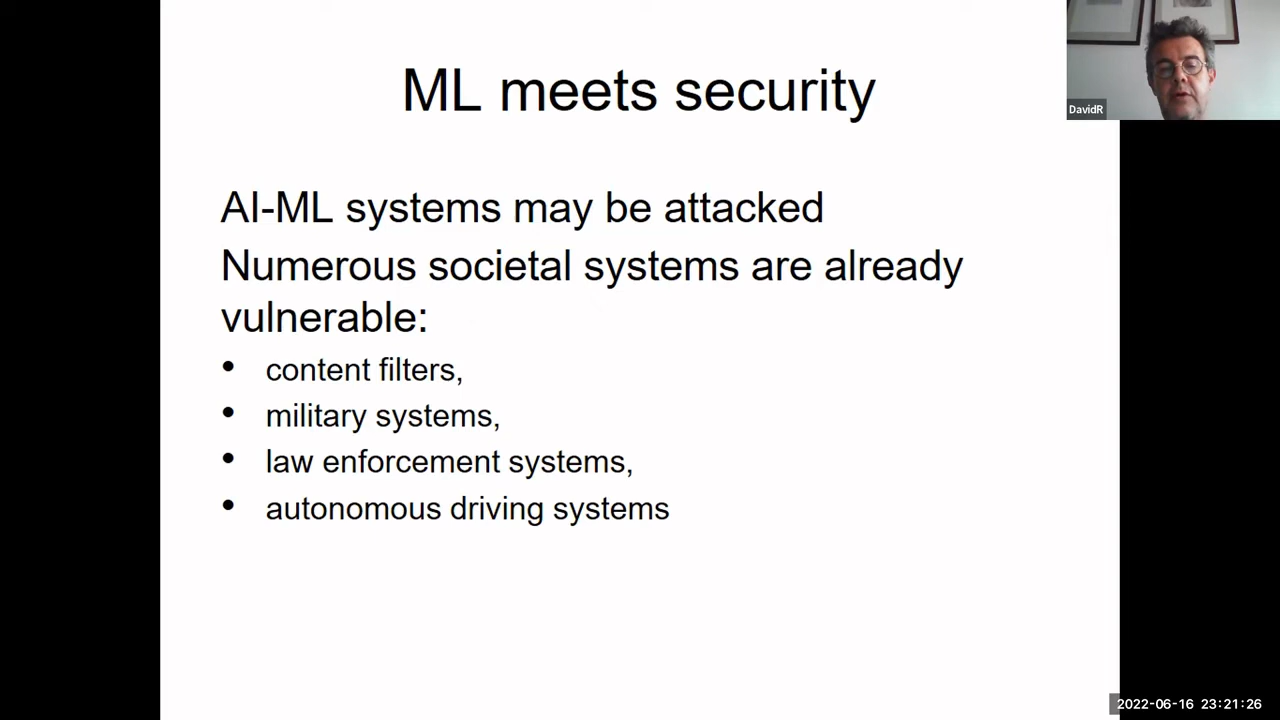 ML meets security
DavidR
AI-ML systems may be attacked
Numerous societal systems are already
vulnerable:
• content filters,
• military systems,
• law enforcement systems,
• autonomous driving systems
2022-06-16 23:21:26